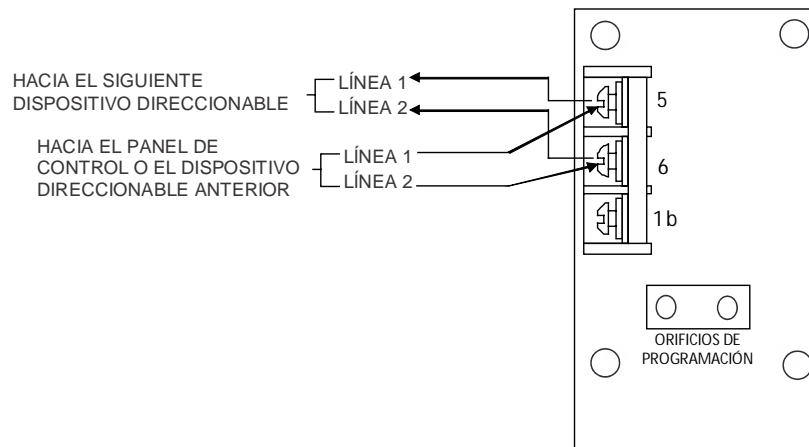 HACIA EL SIGUIENTE
DISPOSITIVO DIRECCIONABLE
LÍNEA 1
LÍNEA 2
HACIA EL PANEL DE
CONTROL O EL DISPOSITIVO
DIRECCIONABLE ANTERIOR
LÍNEA 1
LÍNEA 2
5
6
1b
ORIFICIOS DE
PROGRAMACIÓN